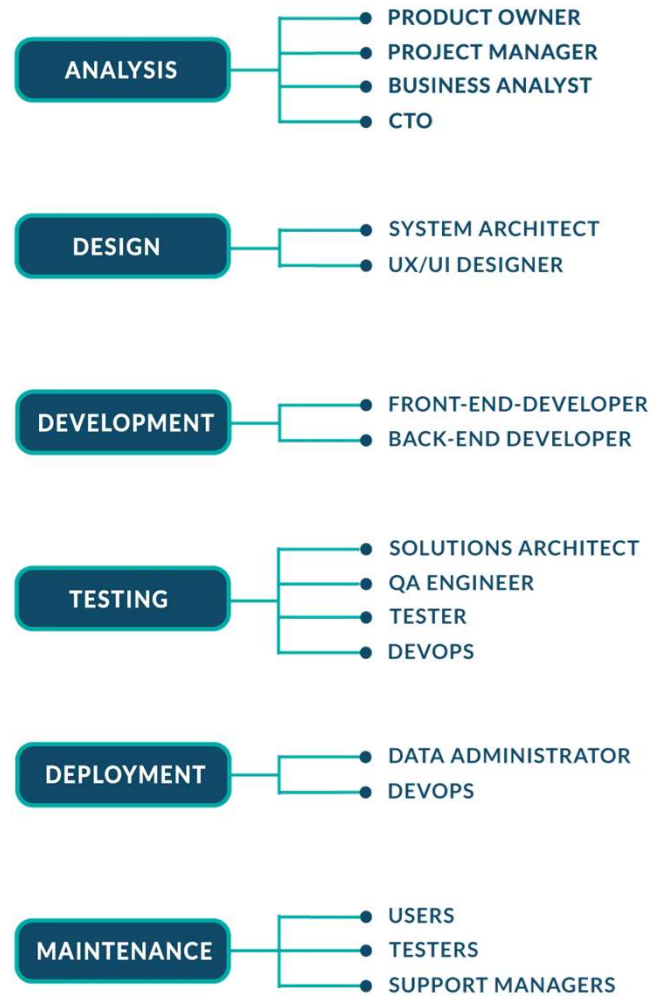 ANALYSIS
PRODUCT OWNER
PROJECT MANAGER
BUSINESS ANALYST
CTO
DESIGN
SYSTEM ARCHITECT
UX/UI DESIGNER
DEVELOPMENT
FRONT-END-DEVELOPER
BACK-END DEVELOPER
TESTING
SOLUTIONS ARCHITECT
QA ENGINEER
TESTER
DEVOPS
DEPLOYMENT
DATA ADMINISTRATOR
DEVOPS
MAINTENANCE
USERS
TESTERS
SUPPORT MANAGERS